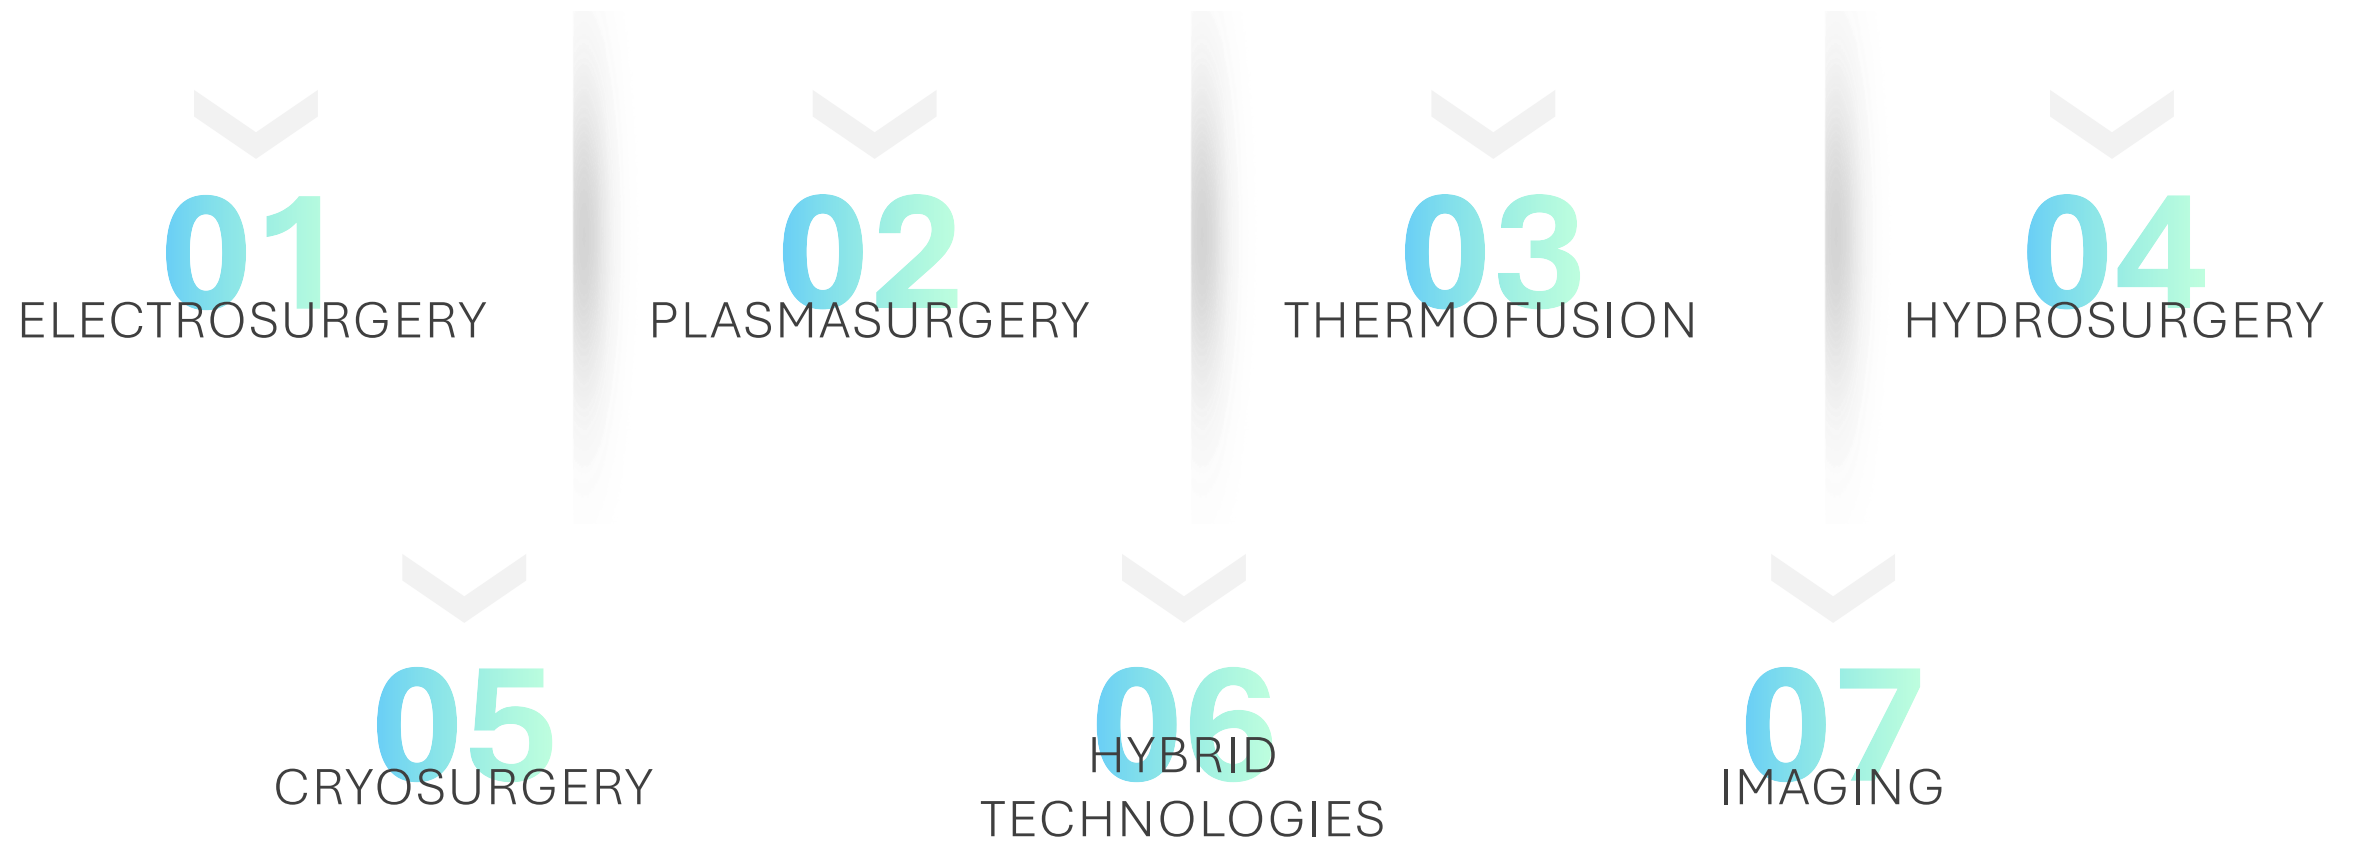 01
ELECTROSURGERY
02
PLASMASURGERY
03
THERMOFUSION
04
HYDROSURGERY
05
CRYOSURGERY
06
HYBRID
TECHNOLOGIES
07
IMAGING